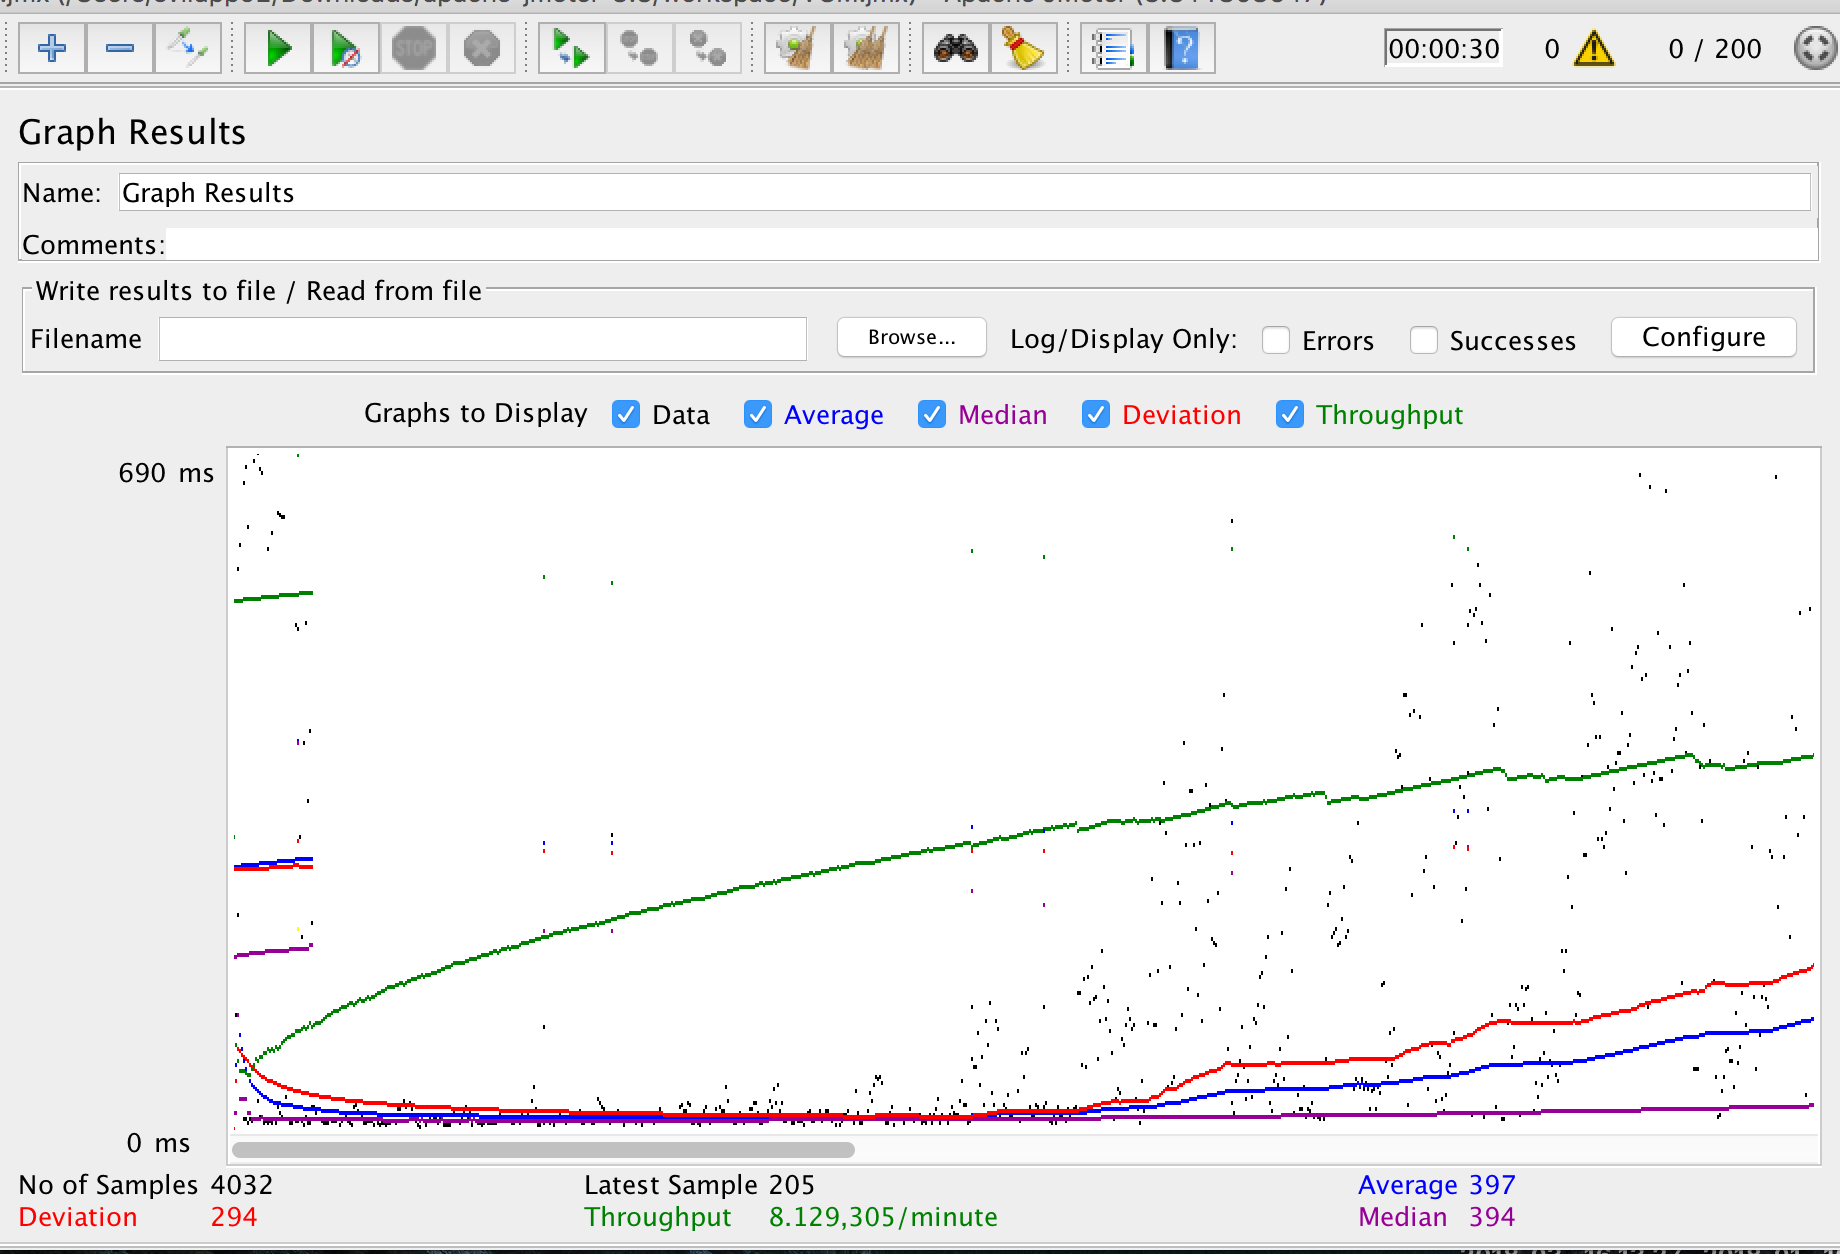 STOP
00:00:30 0 0 / 200
Graph Results
Name: Graph Results
Comments:
Write results to file / Read from file
Filename Browse... Log/Display Only: Errors Successes Configure
Graphs to Display Data Average Median Deviation Throughput
690 ms
0 ms
No of Samples 4032 Latest Sample 205 Average 397
Deviation 294 Throughput 8.129,305/minute Median 394